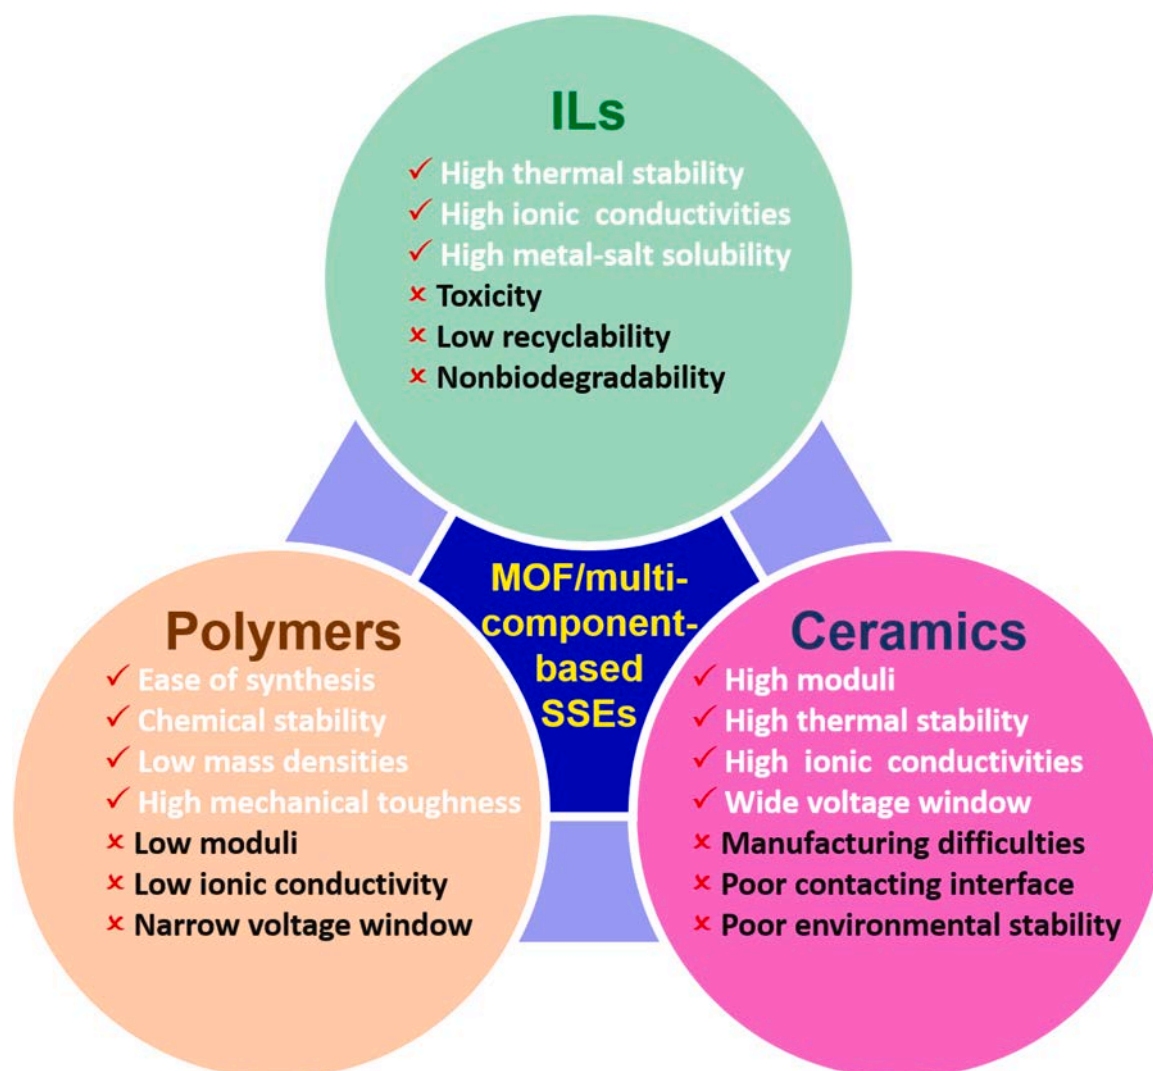 ILs
✓ High thermal stability
✓ High ionic conductivities
✓ High metal-salt solubility
× Toxicity
× Low recyclability
× Nonbiodegradability
MOF/multi-
component-
based
SSEs
Polymers
✓ Ease of synthesis
✓ Chemical stability
✓ Low mass densities
✓ High mechanical toughness
× Low moduli
× Low ionic conductivity
× Narrow voltage window
Ceramics
✓ High moduli
✓ High thermal stability
✓ High ionic conductivities
✓ Wide voltage window
× Manufacturing difficulties
× Poor contacting interface
× Poor environmental stability